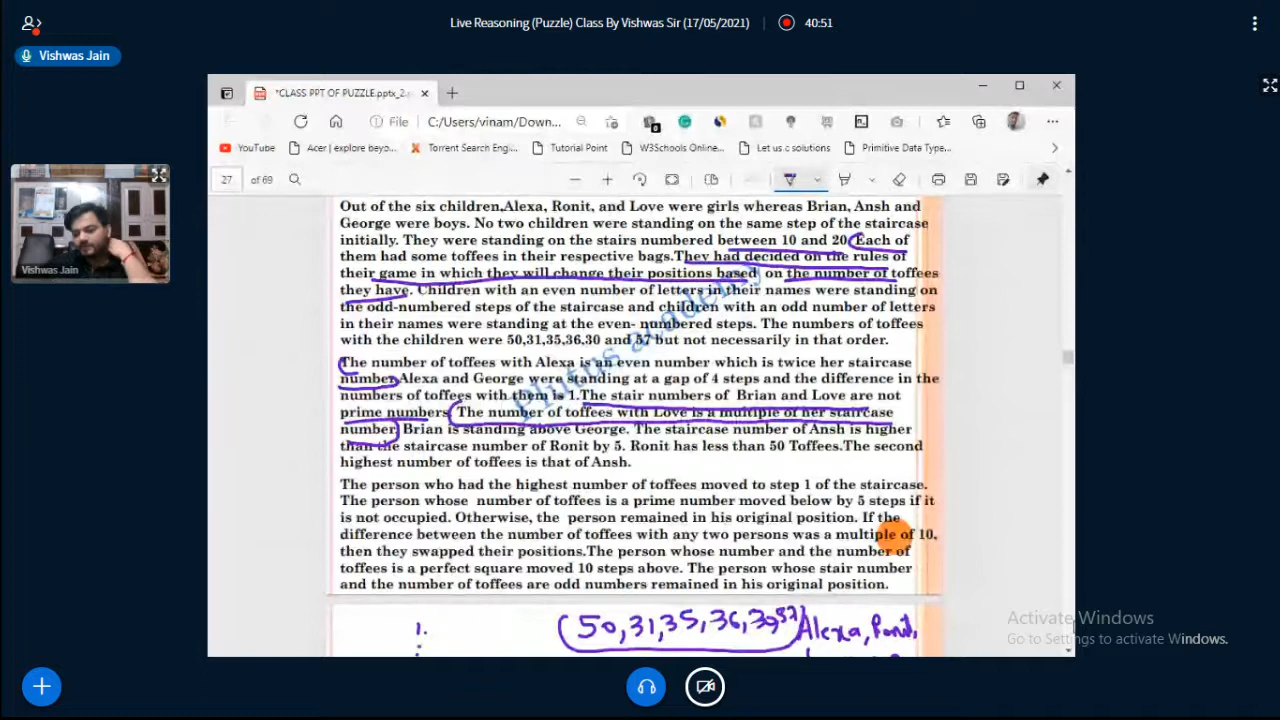 Live Reasoning (Puzzle) Class By Vishwas Sir (17/05/2021)
40:51
Vishwas Jain
*CLASS PPT OF PUZZLE.pptx_2.p
File C:/Users/vinam/Down...
YouTube Acer | explore beyo... Torrent Search Engi... Tutorial Point W3Schools Online... Let us c solutions Primitive Data Type...
27 of 69
Out of the six children,Alexa, Ronit, and Love were girls whereas Brian, Ansh and
George were boys. No two children were standing on the same step of the staircase
initially. They were standing on the stairs numbered between 10 and 20. Each of
them had some toffees in their respective bags.They had decided on the rules of
their game in which they will change their positions based on the number of toffees
they have. Children with an even number of letters in their names were standing on
the odd-numbered steps of the staircase and children with an odd number of letters
in their names were standing at the even- numbered steps. The numbers of toffees
with the children were 50,31,35,36,30 and 57 but not necessarily in that order.
The number of toffees with Alexa is an even number which is twice her staircase
number.Alexa and George were standing at a gap of 4 steps and the difference in the
numbers of toffees with them is 1.The stair numbers of Brian and Love are not
prime numbers. The number of toffees with Love is a multiple of her staircase
number. Brian is standing above George. The staircase number of Ansh is higher
than the staircase number of Ronit by 5. Ronit has less than 50 Toffees.The second
highest number of toffees is that of Ansh.
The person who had the highest number of toffees moved to step 1 of the staircase.
The person whose number of toffees is a prime number moved below by 5 steps if it
is not occupied. Otherwise, the person remained in his original position. If the
difference between the number of toffees with any two persons was a multiple of 10,
then they swapped their positions.The person whose number and the number of
toffees is a perfect square moved 10 steps above. The person whose stair number
and the number of toffees are odd numbers remained in his original position.
Plutus academy
1. (50,31,35,36,30,57) Alexa, Ronit,
Vishwas Jain
Activate Windows
Go to Settings to activate Windows.